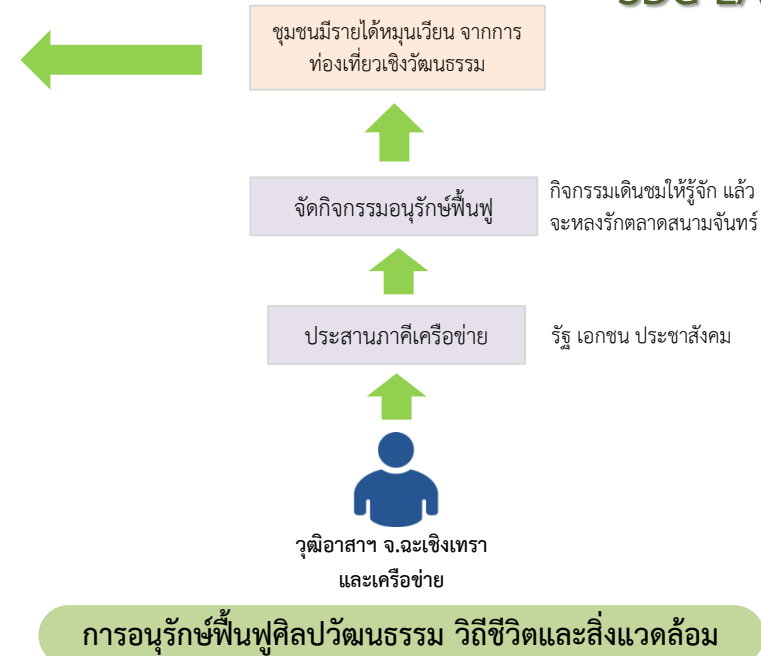 ชุมชนมีรายได้หมุนเวียน จากการ
ท่องเที่ยวเชิงวัฒนธรรม
จัดกิจกรรมอนุรักษ์ฟื้นฟู
กิจกรรมเดินชมให้รู้จัก แล้ว
จะหลงรักตลาดสนามจันทร์
ประสานภาคีเครือข่าย
รัฐ เอกชน ประชาสังคม
วุฒิอาสาฯ จ.ฉะเชิงเทรา
และเครือข่าย
การอนุรักษ์ฟื้นฟูศิลปวัฒนธรรม วิถีชีวิตและสิ่งแวดล้อม